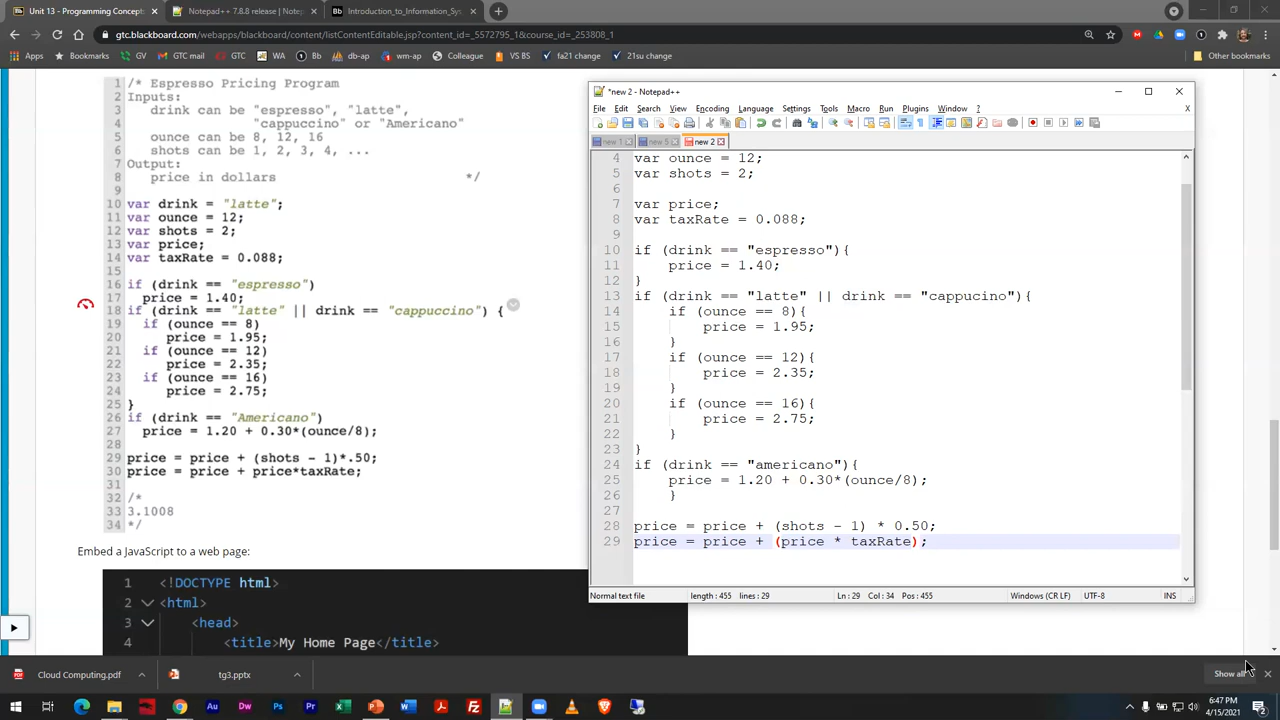 Unit 13 - Programming Concepts
Notepad++ 7.8.8 release | Notep
Introduction_to_Information_Sy
gtc.blackboard.com/webapps/blackboard/content/listContentEditable.jsp?content_id=_5572795_1&course_id=_253808_1
Apps Bookmarks GV GTC mail GTC WA Bb db-ap wm-ap Colleague VS BS fa21 change 21su change Other bookmarks
1 /* Espresso Pricing Program
2 Inputs:
3 drink can be "espresso", "latte",
4 "cappuccino" or "Americano"
5 ounce can be 8, 12, 16
6 shots can be 1, 2, 3, 4, ...
7 Output:
8 price in dollars */
9
10 var drink = "latte";
11 var ounce = 12;
12 var shots = 2;
13 var price;
14 var taxRate = 0.088;
15
16 if (drink == "espresso")
17 price = 1.40;
18 if (drink == "latte" || drink == "cappuccino") {
19 if (ounce == 8)
20 price = 1.95;
21 if (ounce == 12)
22 price = 2.35;
23 if (ounce == 16)
24 price = 2.75;
25 }
26 if (drink == "Americano")
27 price = 1.20 + 0.30*(ounce/8);
28
29 price = price + (shots - 1)*.50;
30 price = price + price*taxRate;
31
32 /*
33 3.1008
34 */
Embed a JavaScript to a web page:
1 <!DOCTYPE html>
2 <html>
3 <head>
4 <title>My Home Page</title>
*new 2 - Notepad++
File Edit Search View Encoding Language Settings Tools Macro Run Plugins Window ?
X
new 1 new 5 new 2
4 var ounce = 12;
5 var shots = 2;
6
7 var price;
8 var taxRate = 0.088;
9
10 if (drink == "espresso"){
11 price = 1.40;
12 }
13 if (drink == "latte" || drink == "cappucino"){
14 if (ounce == 8){
15 price = 1.95;
16 }
17 if (ounce == 12){
18 price = 2.35;
19 }
20 if (ounce == 16){
21 price = 2.75;
22 }
23 }
24 if (drink == "americano"){
25 price = 1.20 + 0.30*(ounce/8);
26 }
27
28 price = price + (shots - 1) * 0.50;
29 price = price + (price * taxRate);
Normal text file length : 455 lines : 29 Ln : 29 Col : 34 Pos : 455 Windows (CR LF) UTF-8 INS
Cloud Computing.pdf tg3.pptx Show all
6:47 PM
4/15/2021